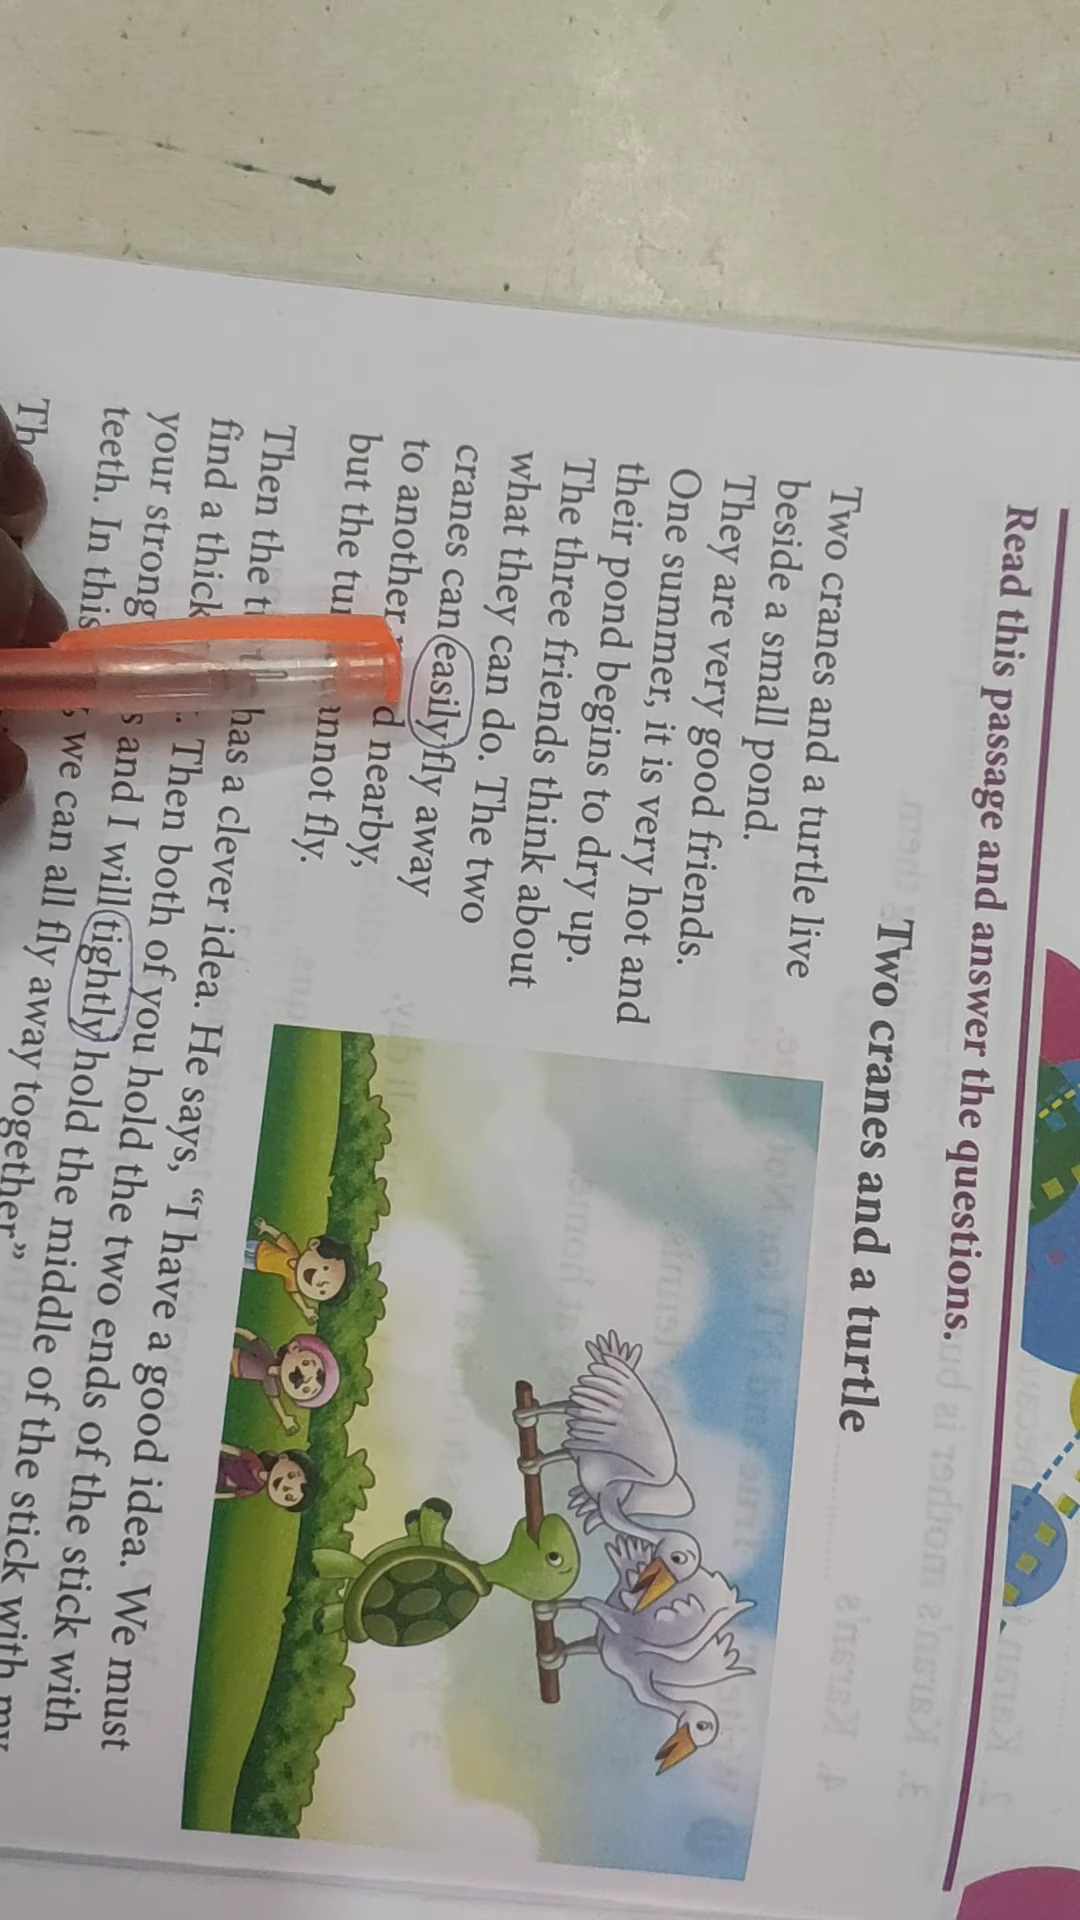 Read this passage and answer the questions.
Two cranes and a turtle
Two cranes and a turtle live
beside a small pond.
They are very good friends.
One summer, it is very hot and
their pond begins to dry up.
The three friends think about
what they can do. The two
cranes can easily fly away
to another nearby,
but the fly.
Then the has a clever idea. He says, “I have a good idea. We must
find a thick Then both of you hold the two ends of the stick with
your strong and I will tightly hold the middle of the stick with my
teeth. In this we can all fly away together”